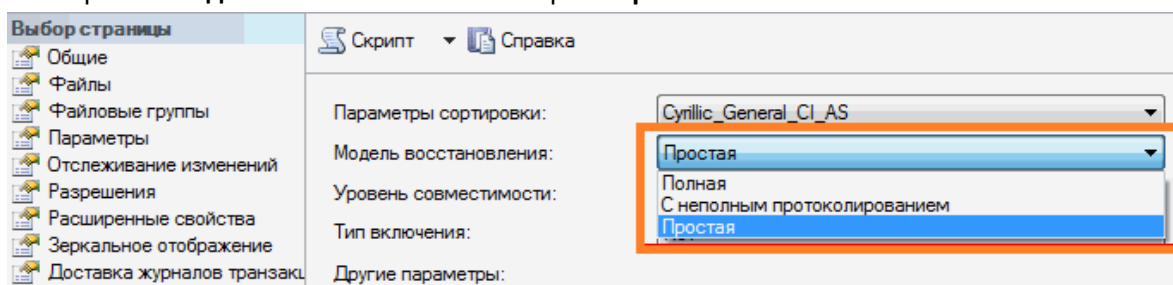 Выбор страницы
Общие
Файлы
Файловые группы
Параметры
Отслеживание изменений
Разрешения
Расширенные свойства
Зеркальное отображение
Доставка журналов транзакц
Скрипт Справка
Параметры сортировки: Cyrillic_General_CI_AS
Модель восстановления: Простая
Полная
С неполным протоколированием
Простая
Уровень совместимости:
Тип включения:
Другие параметры: